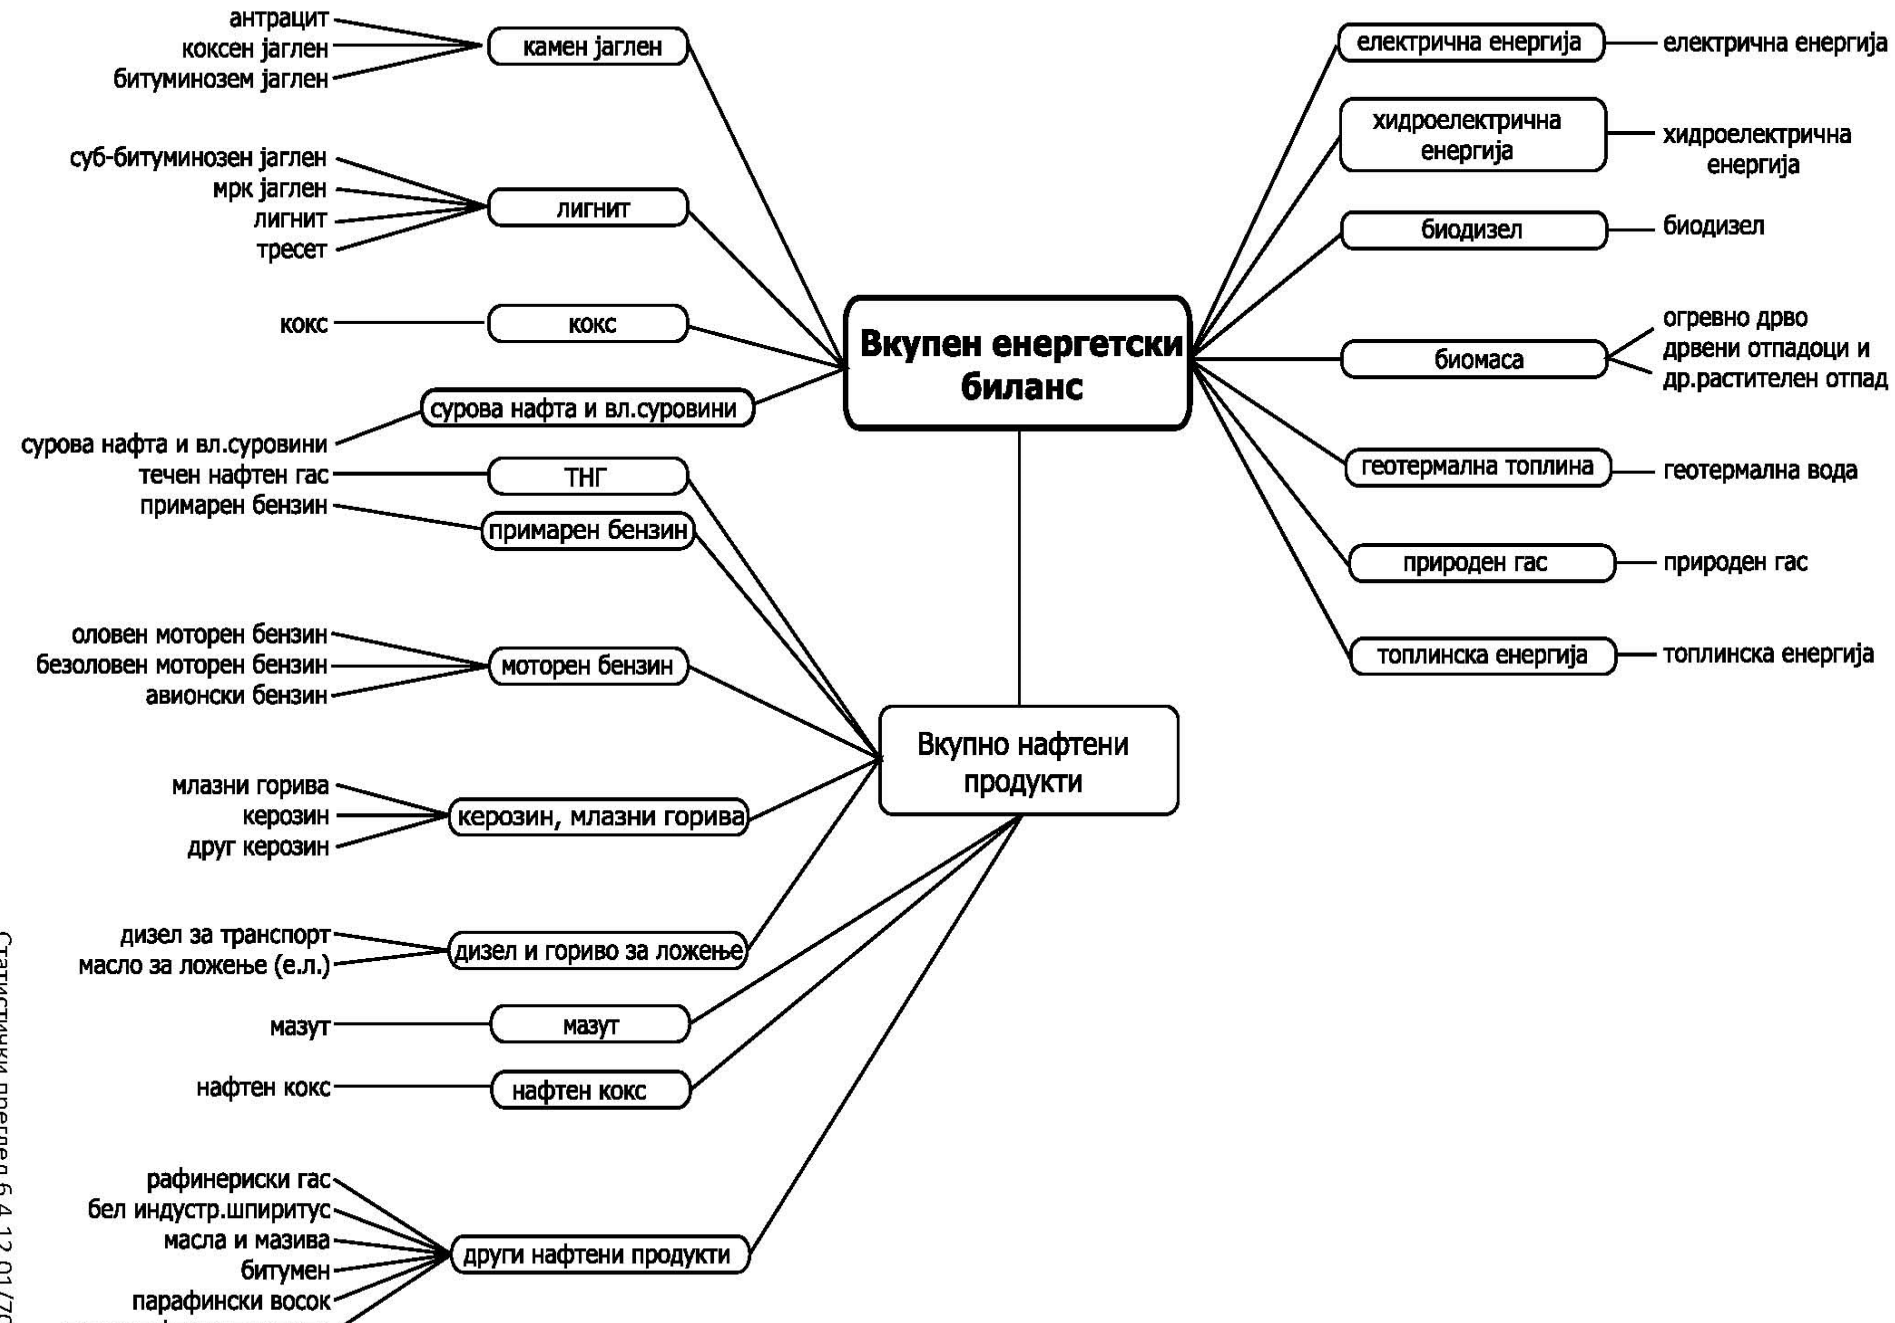 антрацит
коксен јаглен
битуминозем јаглен
камен јаглен
суб-битуминозен јаглен
мрк јаглен
лигнит
тресет
лигнит
кокс
кокс
сурова нафта и вл.суровини
сурова нафта и вл.суровини
течен нафтен гас
ТНГ
примарен бензин
примарен бензин
оловен моторен бензин
безоловен моторен бензин
авионски бензин
моторен бензин
млазни горива
керозин
друг керозин
керозин, млазни горива
дизел за транспорт
масло за ложење (е.л.)
дизел и гориво за ложење
мазут
мазут
нафтен кокс
нафтен кокс
рафинериски гас
бел индустр.шпиритус
масла и мазива
битумен
парафински восок
други нафтени продукти
Вкупен енергетски
биланс
Вкупно нафтени
продукти
електрична енергија
електрична енергија
хидроелектрична
енергија
хидроелектрична
енергија
биодизел
биодизел
биомаса
огревно дрво
дрвени отпадоци и
др.растителен отпад
геотермална топлина
геотермална вода
природен гас
природен гас
топлинска енергија
топлинска енергија
Статистички преглед 6.4.12.01/70